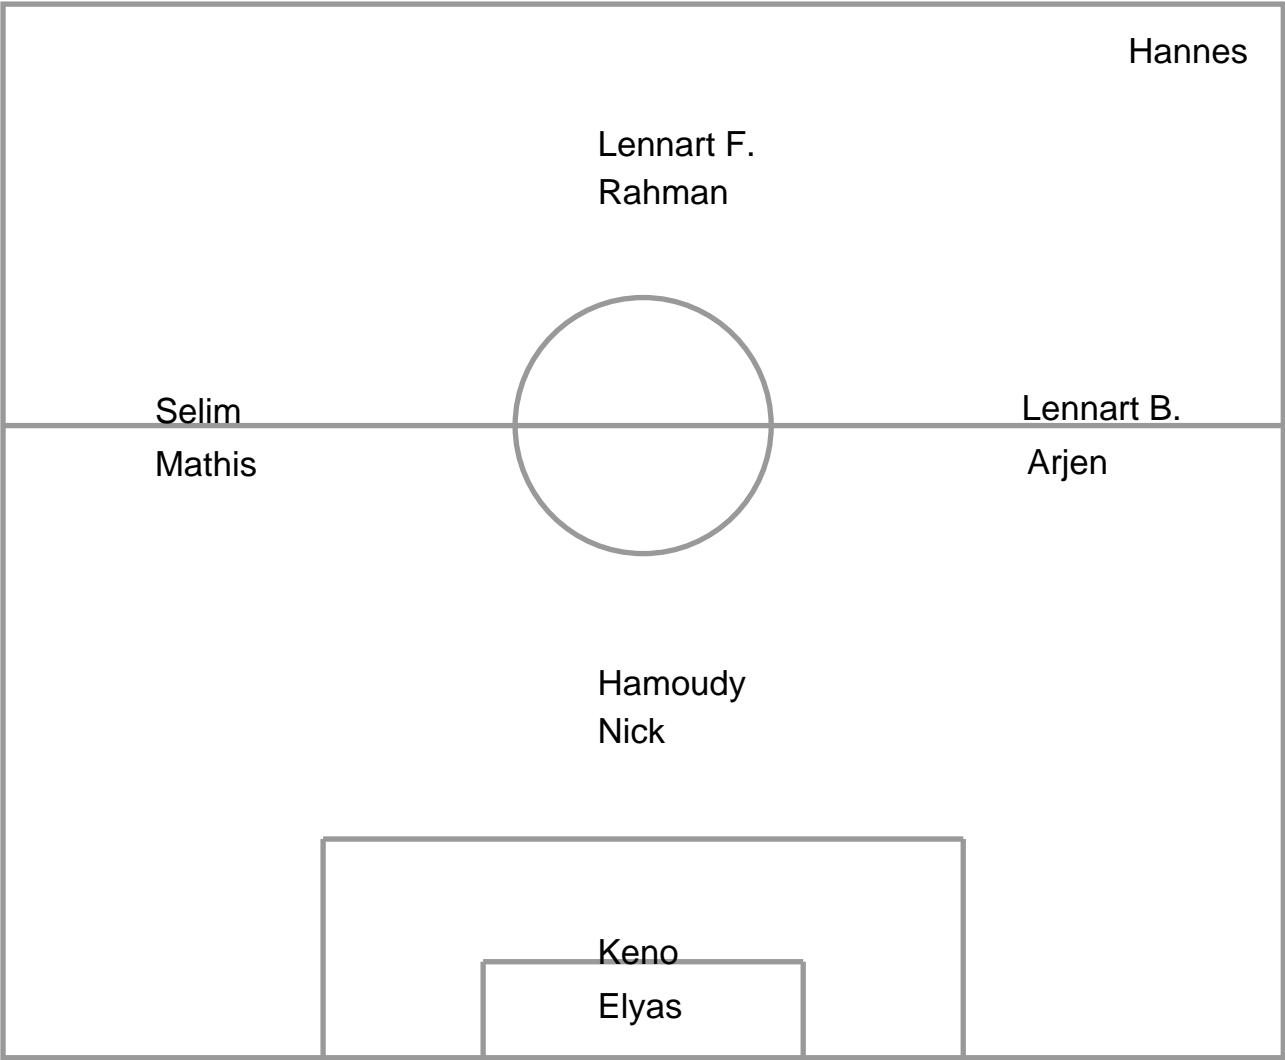 Hannes
Lennart F.
Rahman
Selim
Lennart B.
Mathis
Arjen
Hamoudy
Nick
Keno
Elyas